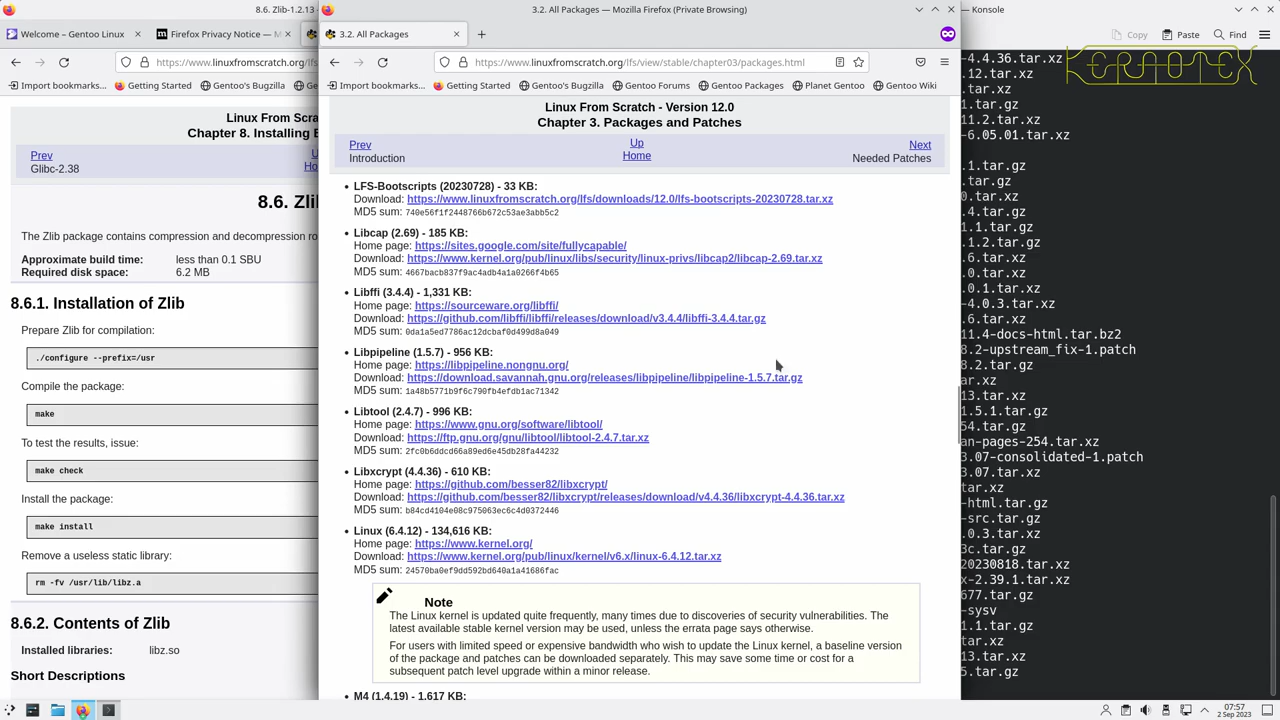 8.6. Zlib-1.2.13
3.2. All Packages — Mozilla Firefox (Private Browsing)
— Konsole
Welcome – Gentoo Linux
Firefox Privacy Notice — M
3.2. All Packages
Copy
Paste
Find
https://www.linuxfromscratch.org/lfs
https://www.linuxfromscratch.org/lfs/view/stable/chapter03/packages.html
Import bookmarks...
Getting Started
Gentoo's Bugzilla
Import bookmarks...
Getting Started
Gentoo's Bugzilla
Gentoo Forums
Gentoo Packages
Planet Gentoo
Gentoo Wiki
Linux From Scra
Chapter 8. Installing B
Prev
Glibc-2.38
U
Ho
8.6. Zli
The Zlib package contains compression and decompression ro
Approximate build time: less than 0.1 SBU
Required disk space: 6.2 MB
8.6.1. Installation of Zlib
Prepare Zlib for compilation:
./configure --prefix=/usr
Compile the package:
make
To test the results, issue:
make check
Install the package:
make install
Remove a useless static library:
rm -fv /usr/lib/libz.a
8.6.2. Contents of Zlib
Installed libraries: libz.so
Short Descriptions
Linux From Scratch - Version 12.0
Chapter 3. Packages and Patches
Prev
Introduction
Up
Home
Next
Needed Patches
LFS-Bootscripts (20230728) - 33 KB:
Download: https://www.linuxfromscratch.org/lfs/downloads/12.0/lfs-bootscripts-20230728.tar.xz
MD5 sum: 740e56f1f2448766b672c53ae3abb5c2
Libcap (2.69) - 185 KB:
Home page: https://sites.google.com/site/fullycapable/
Download: https://www.kernel.org/pub/linux/libs/security/linux-privs/libcap2/libcap-2.69.tar.xz
MD5 sum: 4667bacb837f9ac4adb4a1a0266f4b65
Libffi (3.4.4) - 1,331 KB:
Home page: https://sourceware.org/libffi/
Download: https://github.com/libffi/libffi/releases/download/v3.4.4/libffi-3.4.4.tar.gz
MD5 sum: 0da1a5ed7786ac12dcbaf0d499d8a049
Libpipeline (1.5.7) - 956 KB:
Home page: https://libpipeline.nongnu.org/
Download: https://download.savannah.gnu.org/releases/libpipeline/libpipeline-1.5.7.tar.gz
MD5 sum: 1a48b5771b9f6c790fb4efdb1ac71342
Libtool (2.4.7) - 996 KB:
Home page: https://www.gnu.org/software/libtool/
Download: https://ftp.gnu.org/gnu/libtool/libtool-2.4.7.tar.xz
MD5 sum: 2fc0b6ddcd66a89ed6e45db28fa44232
Libxcrypt (4.4.36) - 610 KB:
Home page: https://github.com/besser82/libxcrypt/
Download: https://github.com/besser82/libxcrypt/releases/download/v4.4.36/libxcrypt-4.4.36.tar.xz
MD5 sum: b84cd4104e08c975063ec6c4d0372446
Linux (6.4.12) - 134,616 KB:
Home page: https://www.kernel.org/
Download: https://www.kernel.org/pub/linux/kernel/v6.x/linux-6.4.12.tar.xz
MD5 sum: 24570ba0ef9dd592bd640a1a41686fac
Note
The Linux kernel is updated quite frequently, many times due to discoveries of security vulnerabilities. The
latest available stable kernel version may be used, unless the errata page says otherwise.
For users with limited speed or expensive bandwidth who wish to update the Linux kernel, a baseline version
of the package and patches can be downloaded separately. This may save some time or cost for a
subsequent patch level upgrade within a minor release.
M4 (1.4.19) - 1,617 KB:
KERNOTEX
-4.4.36.tar.xz
.12.tar.xz
.tar.xz
1.tar.gz
11.2.tar.xz
-6.05.01.tar.xz
.1.tar.gz
.tar.gz
.4.tar.gz
1.1.tar.gz
.1.2.tar.gz
.6.tar.xz
.0.tar.xz
.0.1.tar.xz
-4.0.3.tar.xz
.6.tar.xz
11.4-docs-html.tar.bz2
8.2-upstream_fix-1.patch
8.2.tar.gz
ar.xz
13.tar.xz
1.5.1.tar.gz
54.tar.gz
an-pages-254.tar.xz
3.07-consolidated-1.patch
3.07.tar.xz
tar.xz
-html.tar.gz
-src.tar.gz
.0.3.tar.xz
3c.tar.gz
20230818.tar.xz
x-2.39.1.tar.xz
677.tar.gz
-sysv
1.1.tar.gz
tar.xz
13.tar.xz
5.tar.gz
07:57
2 Sep 2023